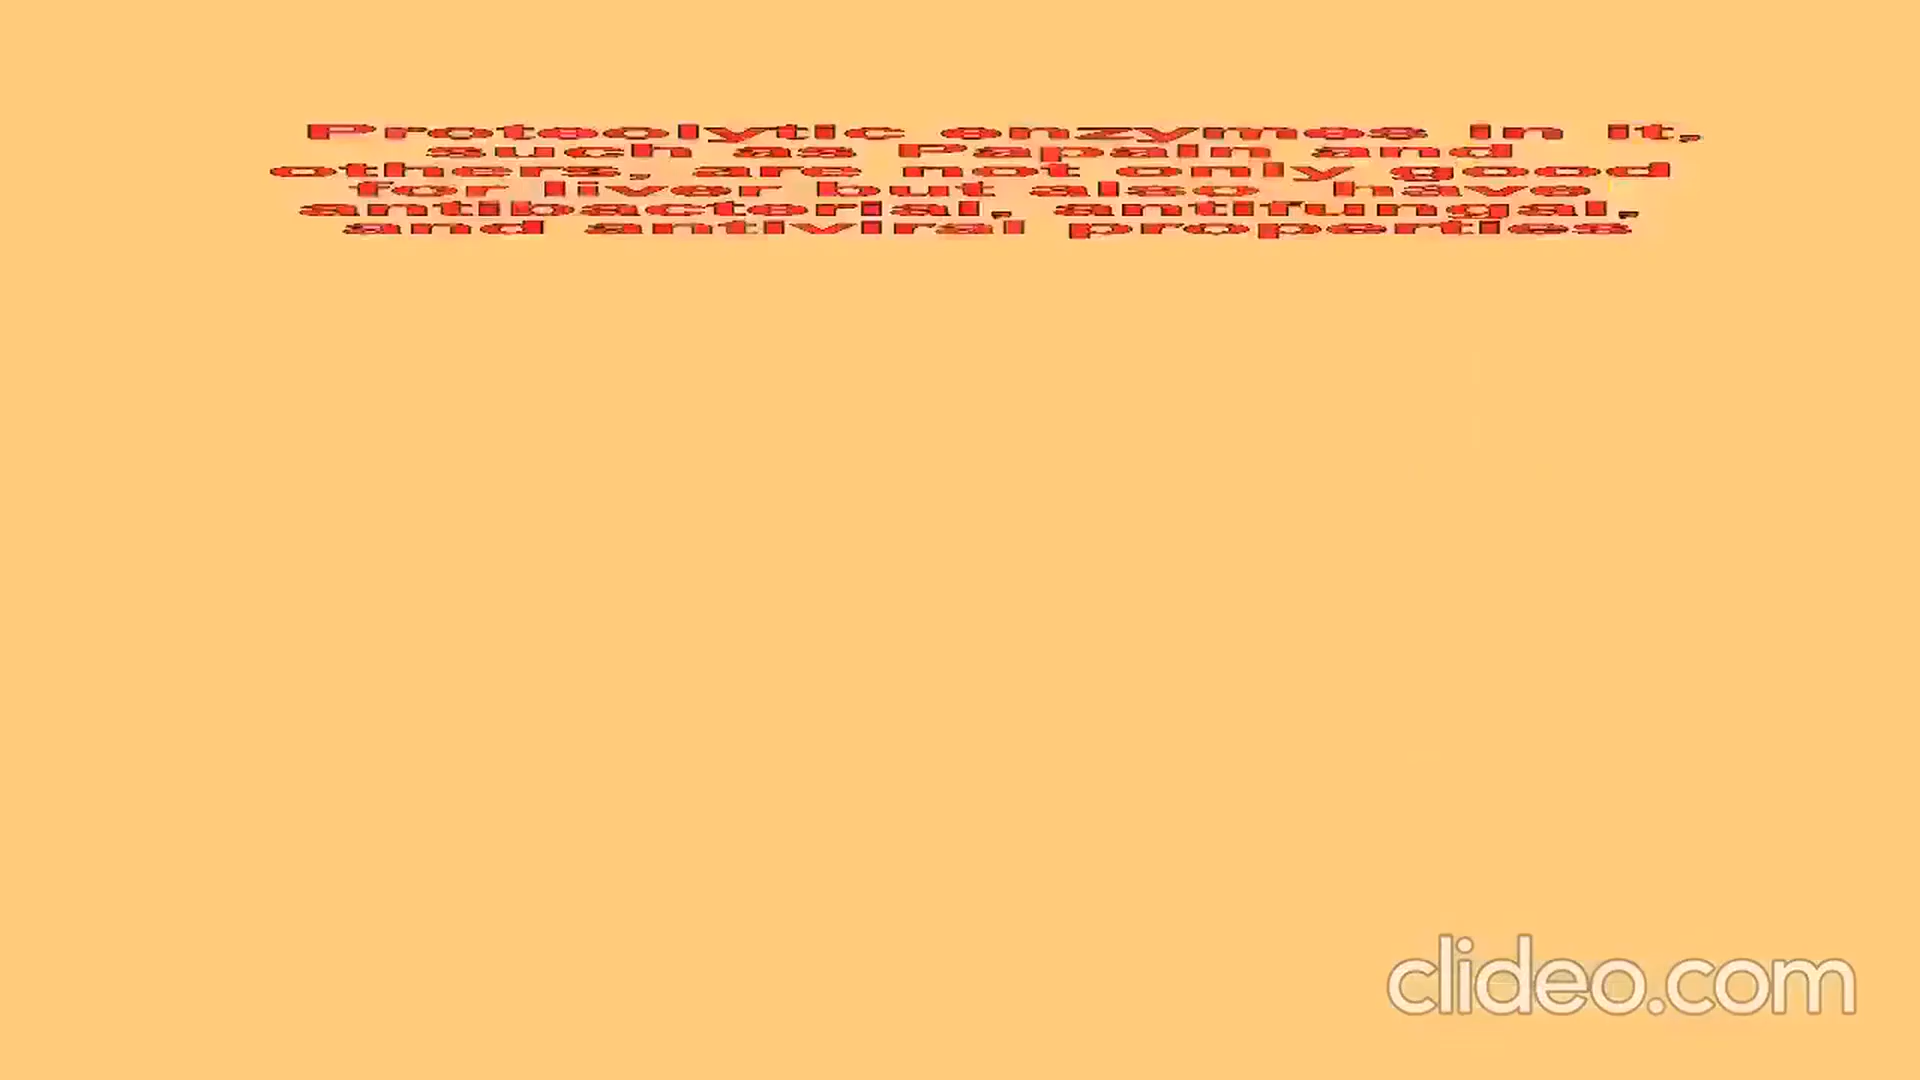 Proteolytic enzymes in it,
such as Papain and
others, are not only good
for liver but also have
antibacterial, antifungal,
and antiviral properties
clideo.com